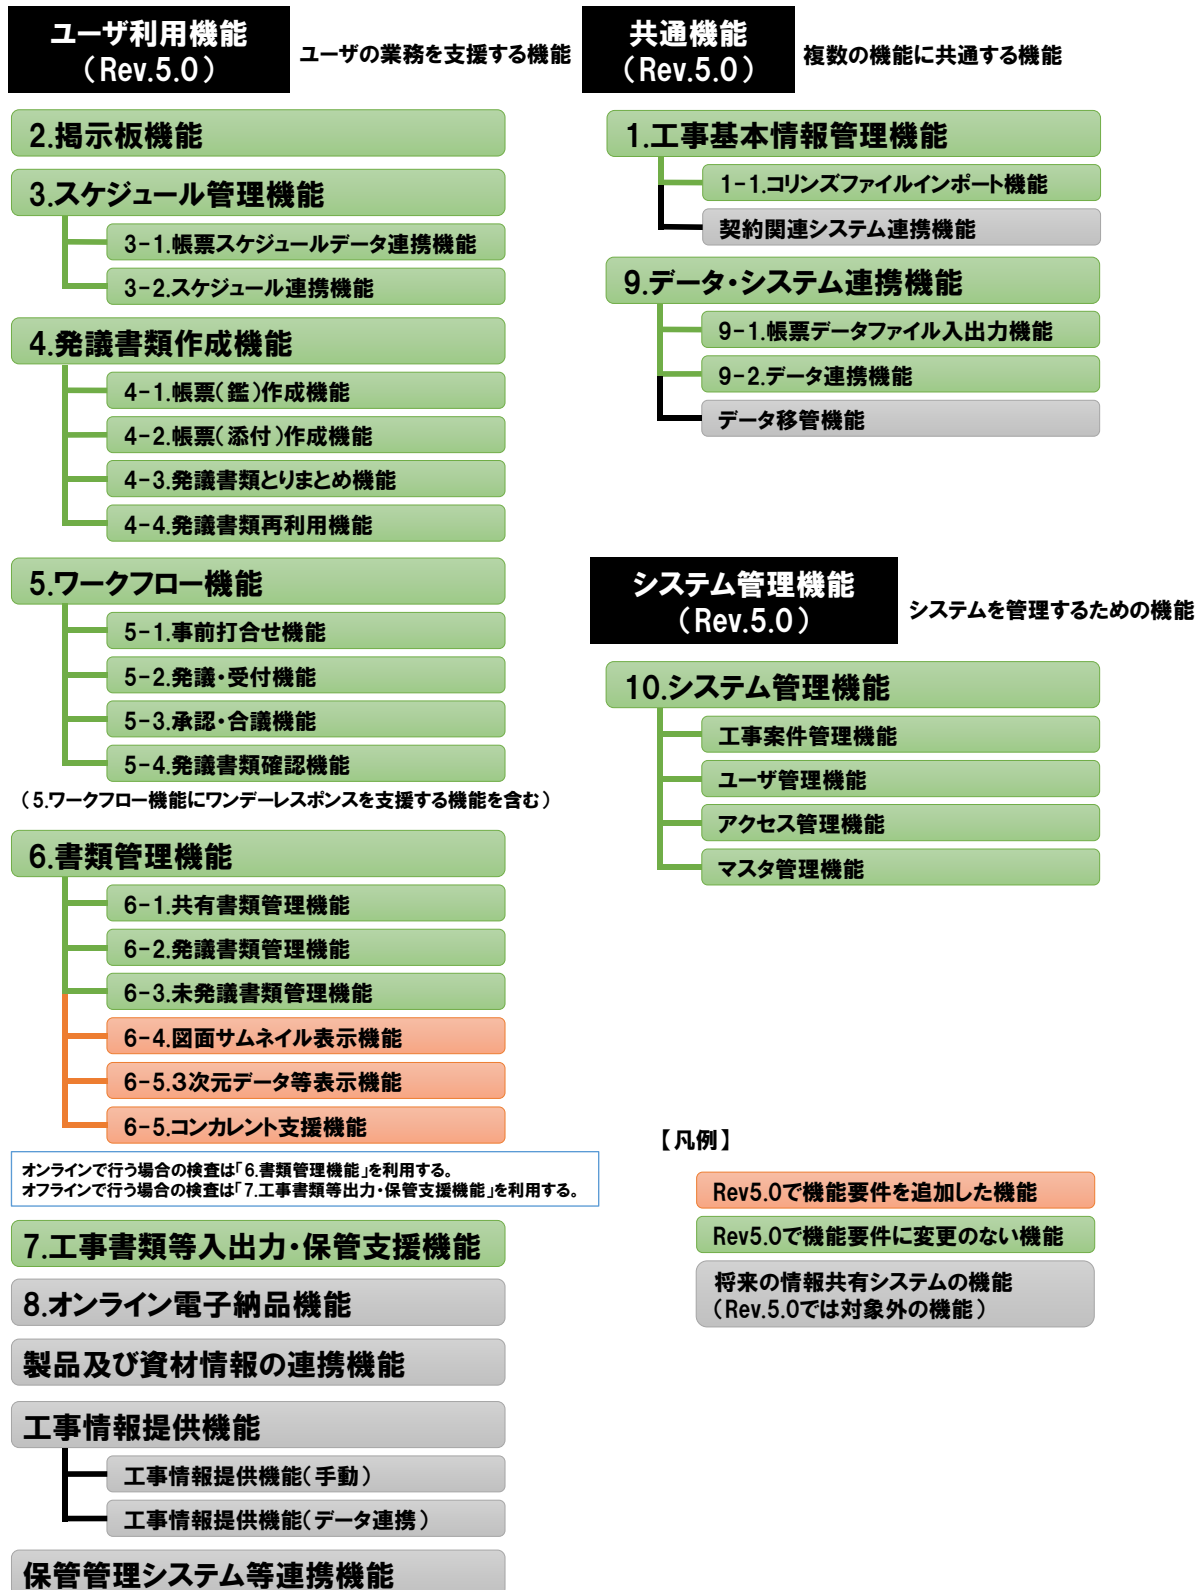 ユーザ利用機能
（Rev.5.0）
ユーザの業務を支援する機能
2.掲示板機能
3.スケジュール管理機能
3-1.帳票スケジュールデータ連携機能
3-2.スケジュール連携機能
4.発議書類作成機能
4-1.帳票（鑑）作成機能
4-2.帳票（添付）作成機能
4-3.発議書類とりまとめ機能
4-4.発議書類再利用機能
5.ワークフロー機能
5-1.事前打合せ機能
5-2.発議・受付機能
5-3.承認・合議機能
5-4.発議書類確認機能
（5.ワークフロー機能にワンデーレスポンスを支援する機能を含む）
6.書類管理機能
6-1.共有書類管理機能
6-2.発議書類管理機能
6-3.未発議書類管理機能
6-4.図面サムネイル表示機能
6-5.３次元データ等表示機能
6-5.コンカレント支援機能
オンラインで行う場合の検査は「6.書類管理機能」を利用する。
オフラインで行う場合の検査は「7.工事書類等出力・保管支援機能」を利用する。
7.工事書類等入出力・保管支援機能
8.オンライン電子納品機能
製品及び資材情報の連携機能
工事情報提供機能
工事情報提供機能（手動）
工事情報提供機能（データ連携）
保管管理システム等連携機能
共通機能
（Rev.5.0）
複数の機能に共通する機能
1.工事基本情報管理機能
1-1.コリンズファイルインポート機能
契約関連システム連携機能
9.データ・システム連携機能
9-1.帳票データファイル入出力機能
9-2.データ連携機能
データ移管機能
システム管理機能
（Rev.5.0）
システムを管理するための機能
10.システム管理機能
工事案件管理機能
ユーザ管理機能
アクセス管理機能
マスタ管理機能
【凡例】
Rev5.0で機能要件を追加した機能
Rev5.0で機能要件に変更のない機能
将来の情報共有システムの機能
（Rev.5.0では対象外の機能）